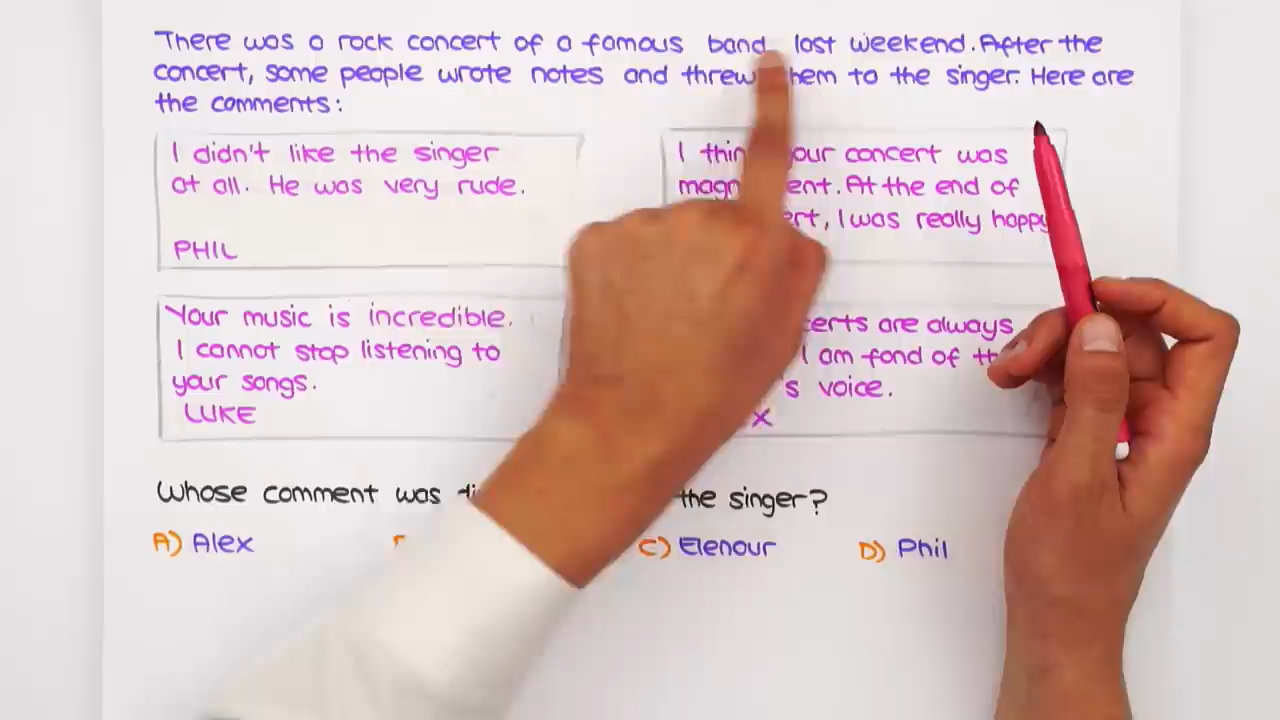 There was a rock concert of a famous band last weekend. After the
concert, some people wrote notes and threw them to the singer. Here are
the comments:
I didn't like the singer
at all. He was very rude.
PHIL
I your concert was
At the end of
I was really happy
Your music is incredible.
I cannot stop listening to
your songs.
LUKE
are always
I am fond of
voice.
Whose comment was the singer?
A) Alex
C) Elenour
D) Phil